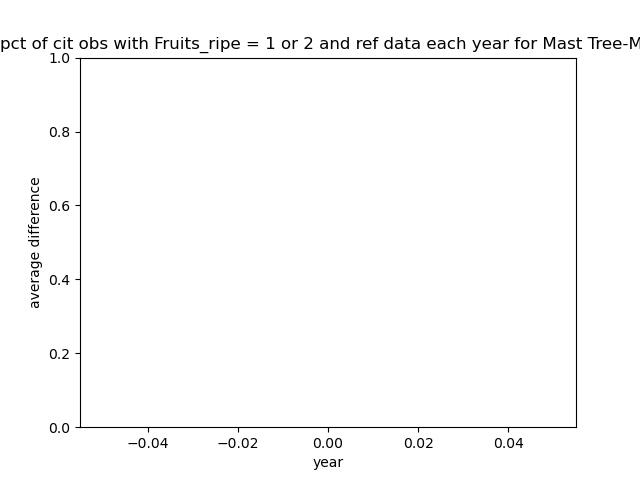 pct of cit obs with Fruits_ripe = 1 or 2 and ref data each year for Mast Tree-M
1.0
0.8
0.6
0.4
0.2
0.0
average difference
−0.04 −0.02 0.00 0.02 0.04
year